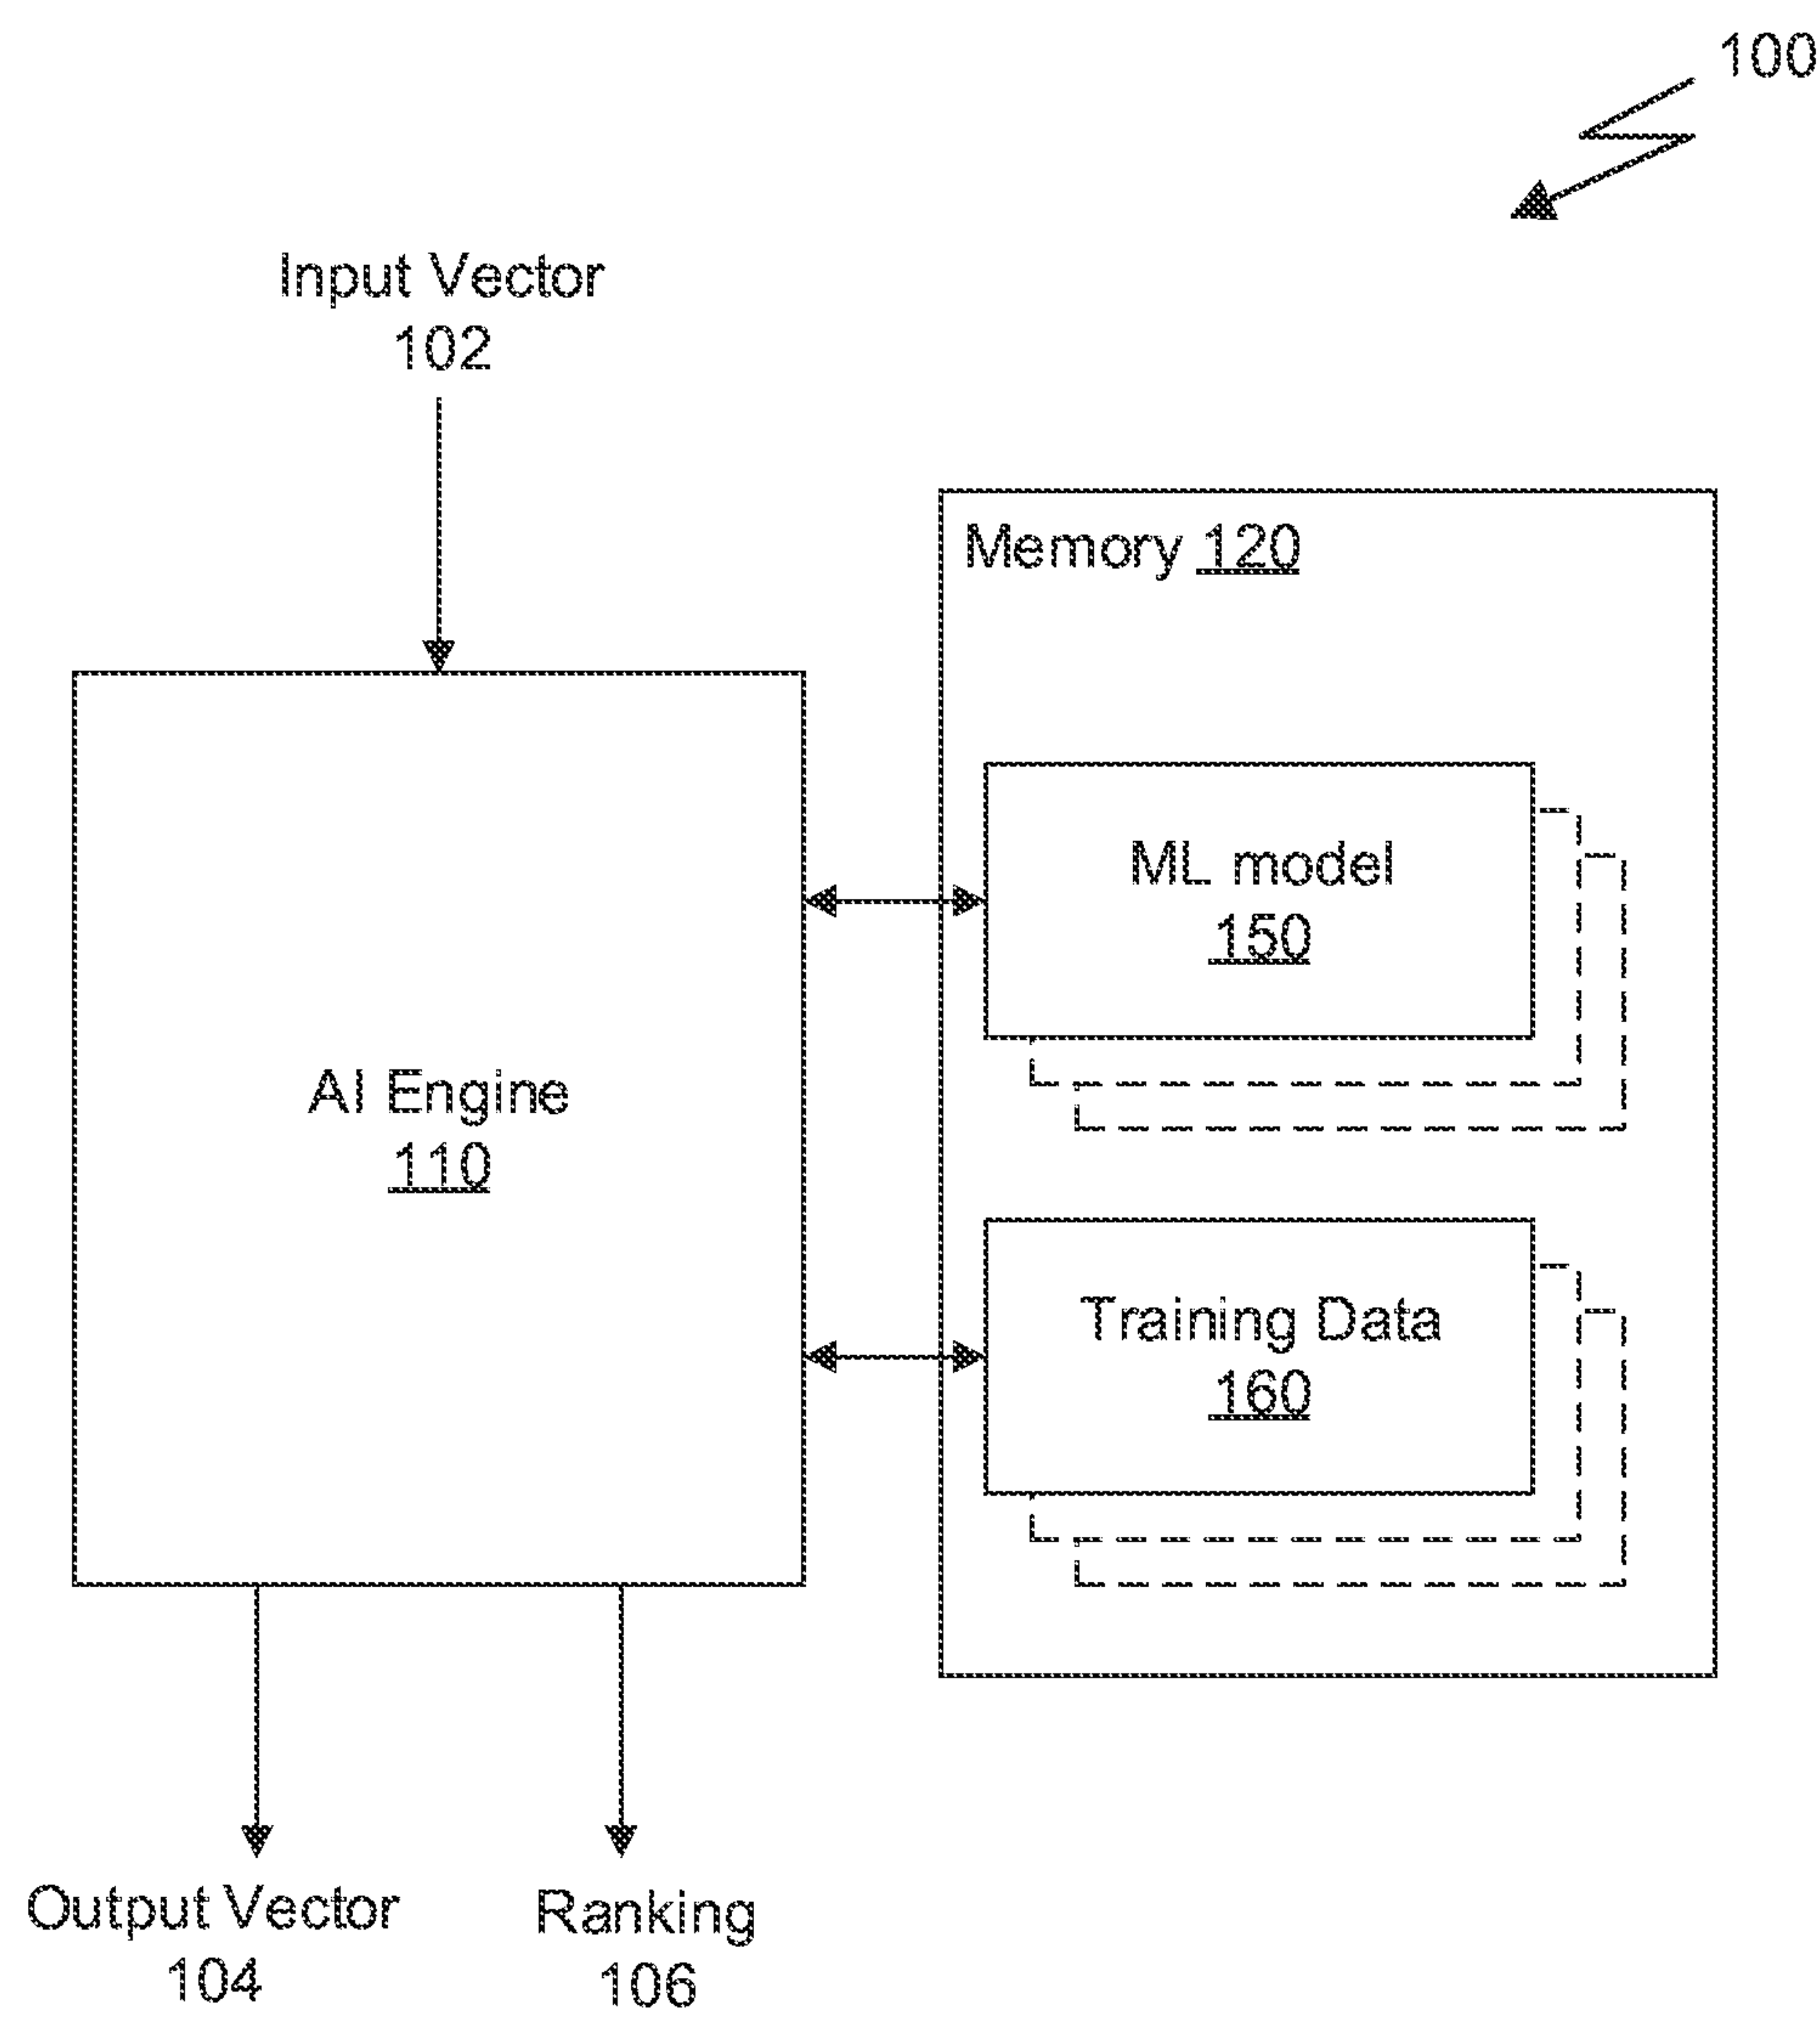 100
Input Vector
102
Memory 120
ML model
150
AI Engine
110
Training Data
160
Output Vector
104
Ranking
106